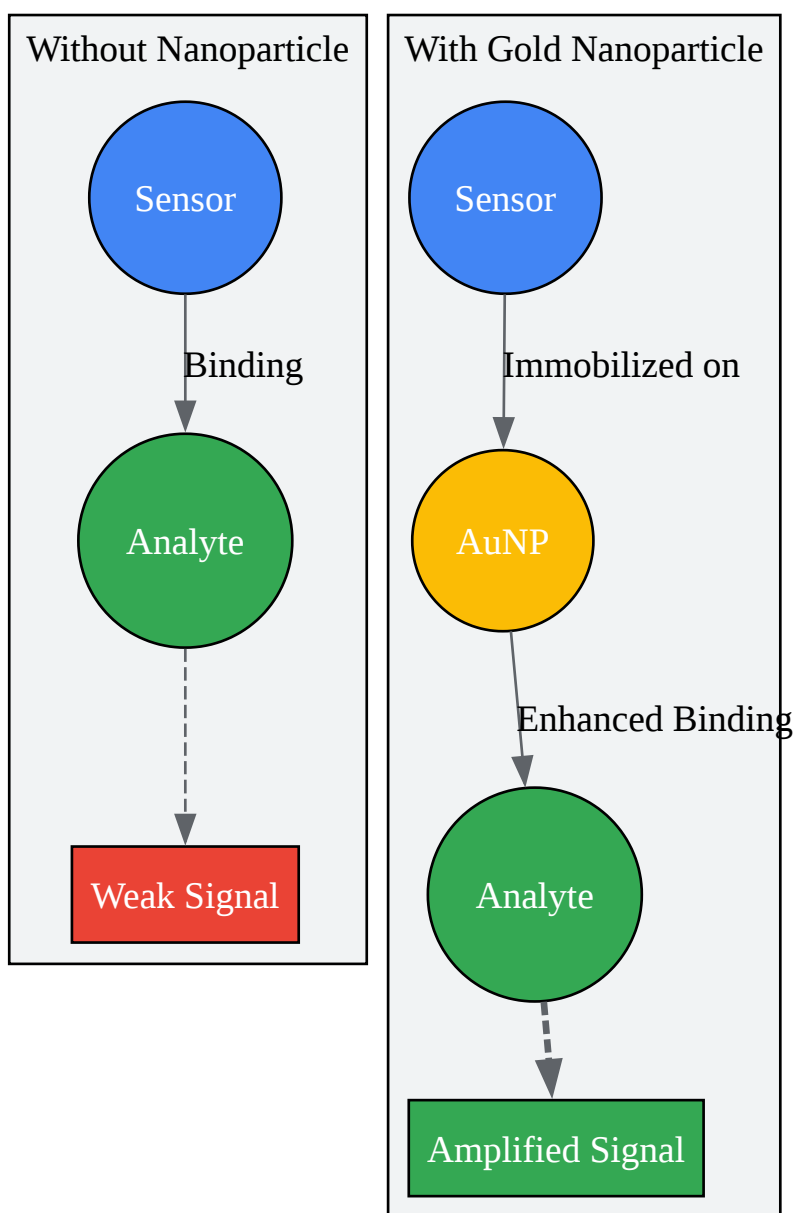 Without Nanoparticle
Sensor
Binding
Analyte
Weak Signal
With Gold Nanoparticle
Sensor
Immobilized on
AuNP
Enhanced Binding
Analyte
Amplified Signal